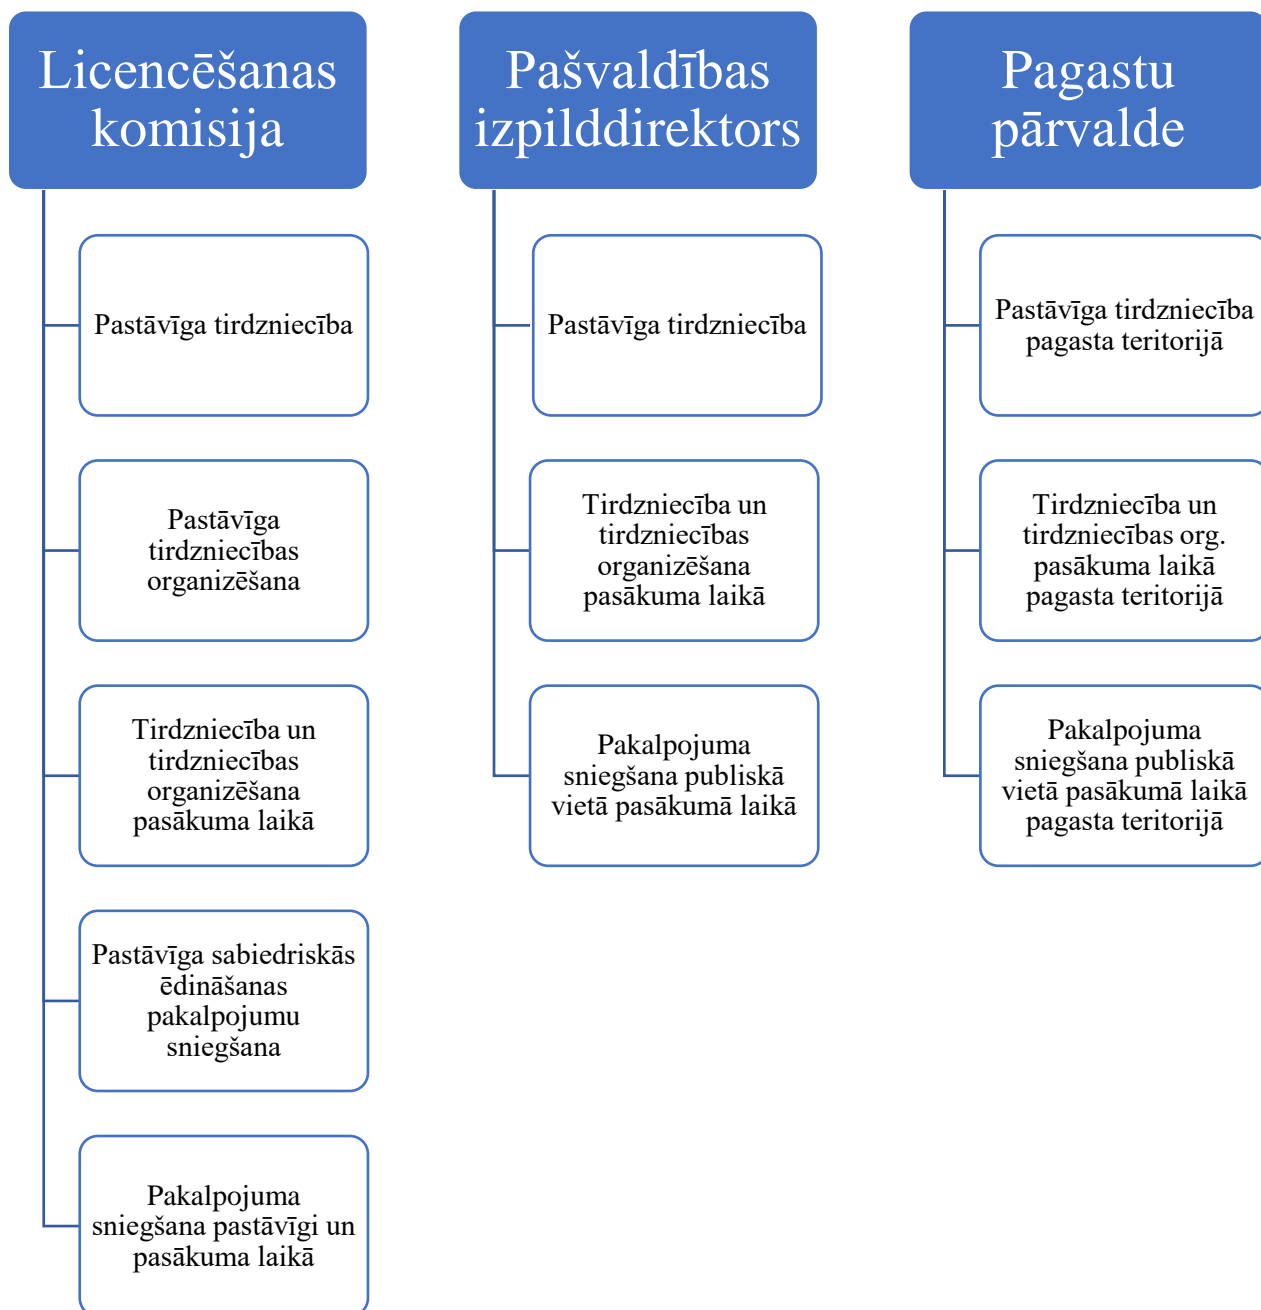 Licencēšanas
komisija
Pastāvīga tirdzniecība
Pastāvīga
tirdzniecības
organizēšana
Tirdzniecība un
tirdzniecības
organizēšana
pasākuma laikā
Pastāvīga sabiedriskās
ēdināšanas
pakalpojumu
sniegšana
Pakalpojuma
sniegšana pastāvīgi un
pasākuma laikā
Pašvaldības
izpilddirektors
Pastāvīga tirdzniecība
Tirdzniecība un
tirdzniecības
organizēšana
pasākuma laikā
Pakalpojuma
sniegšana publiskā
vietā pasākumā laikā
Pagastu
pārvalde
Pastāvīga tirdzniecība
pagasta teritorijā
Tirdzniecība un
tirdzniecības org.
pasākuma laikā
pagasta teritorijā
Pakalpojuma
sniegšana publiskā
vietā pasākumā laikā
pagasta teritorijā